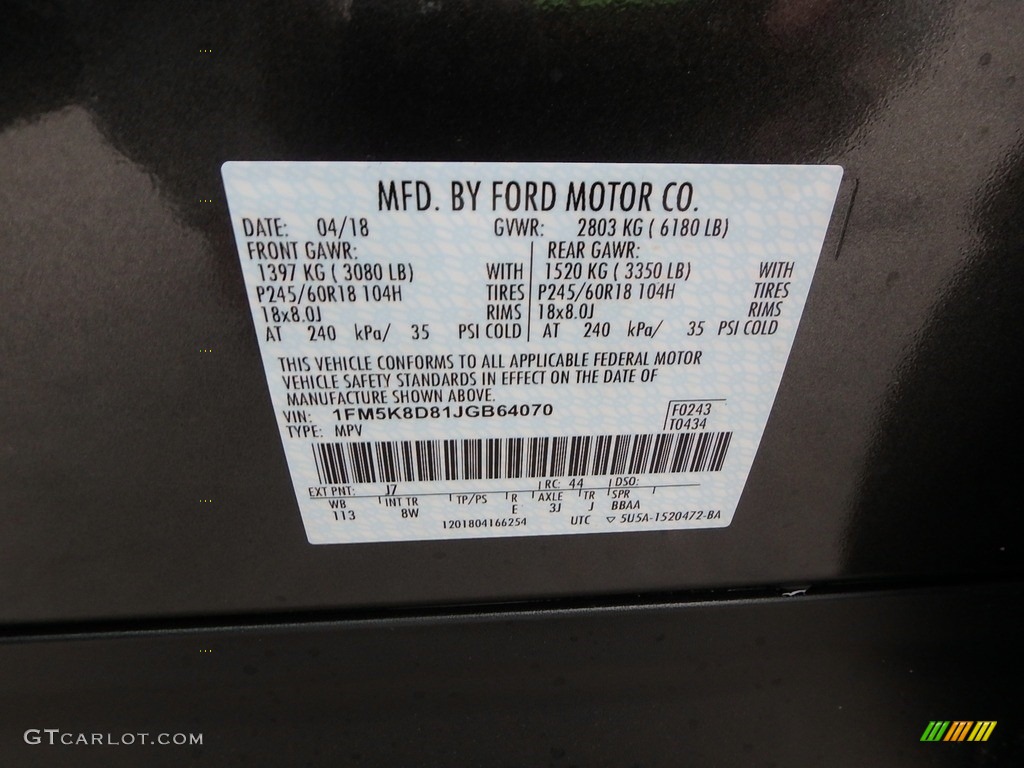 MFD. BY FORD MOTOR CO.
DATE: 04/18 GVWR: 2803 KG ( 6180 LB)
FRONT GAWR: REAR GAWR:
1397 KG ( 3080 LB) WITH 1520 KG ( 3350 LB) WITH
P245/60R18 104H TIRES P245/60R18 104H TIRES
18x8.0J RIMS 18x8.0J RIMS
AT 240 kPa/ 35 PSI COLD AT 240 kPa/ 35 PSI COLD
THIS VEHICLE CONFORMS TO ALL APPLICABLE FEDERAL MOTOR
VEHICLE SAFETY STANDARDS IN EFFECT ON THE DATE OF
MANUFACTURE SHOWN ABOVE.
VIN: 1FM5K8D81JGB64070 F0243
TYPE: MPV T0434
EXT PNT: J7 RC: 44 DSO:
WB INT TR TP/PS R AXLE TR SPR
113 8W E 3J J BBAA
1201804166254 UTC ▽ 5U5A-1520472-BA
GTCARLOT.COM